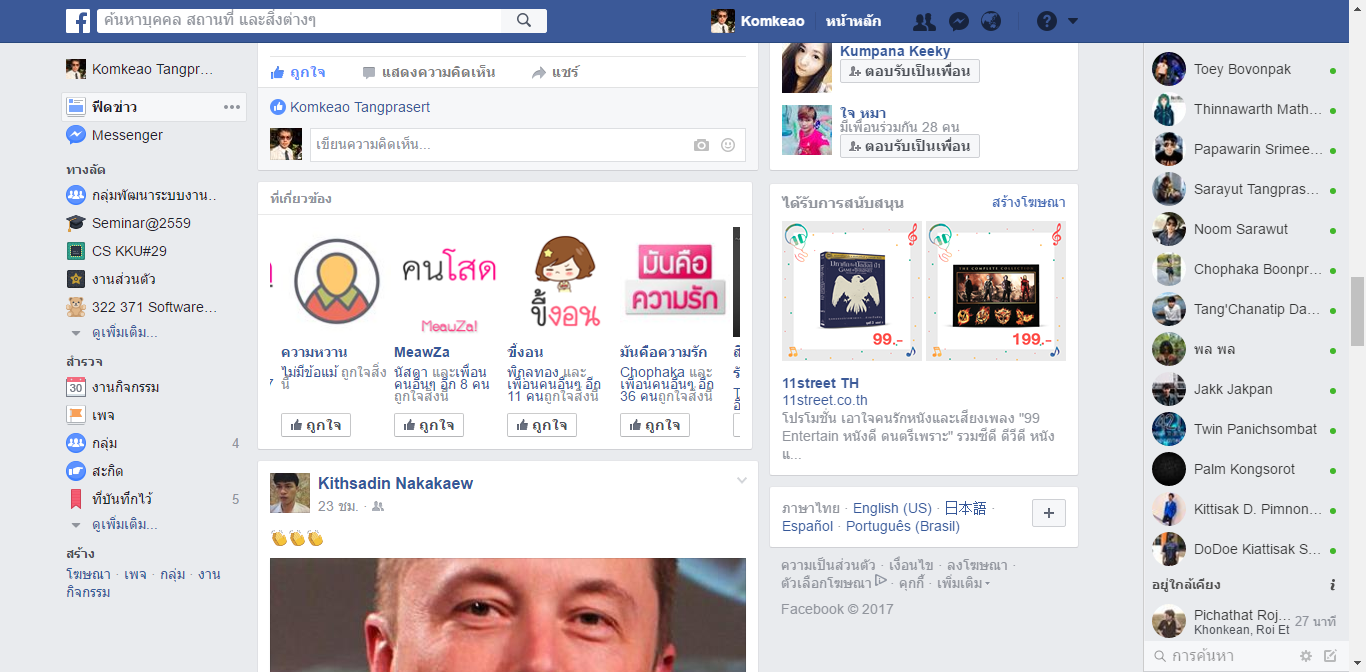 ค้นหาบุคคล สถานที่ และสิ่งต่างๆ
Komkeao
หน้าหลัก
Komkeao Tangpr…
ฟีดข่าว
Messenger
ทางลัด
กลุ่มพัฒนาระบบงาน..
Seminar@2559
CS KKU#29
งานส่วนตัว
322 371 Software…
ดูเพิ่มเติม...
สำรวจ
30 งานกิจกรรม
เพจ
กลุ่ม 4
สะกิด
ที่บันทึกไว้ 5
ดูเพิ่มเติม...
สร้าง
โฆษณา · เพจ · กลุ่ม · งาน
กิจกรรม
ถูกใจ แสดงความคิดเห็น แชร์
Komkeao Tangprasert
เขียนความคิดเห็น...
ที่เกี่ยวข้อง
คนโสด
MeawZa!
ขี้งอน
มันคือ
ความรัก
ความหวาน
ไม่มีข้อแม้ ถูกใจสิ่ง
นี้
ถูกใจ
MeawZa
นัสดา และเพื่อน
คนอื่นๆ อีก 8 คน
ถูกใจสิ่งนี้
ถูกใจ
ขี้งอน
พิกุลทอง และ
เพื่อนคนอื่นๆ อีก
11 คนถูกใจสิ่งนี้
ถูกใจ
มันคือความรัก
Chophaka และ
เพื่อนคนอื่นๆ อีก
36 คนถูกใจสิ่งนี้
ถูกใจ
Kithsadin Nakakaew
23 ชม. ·
Kumpana Keeky
ตอบรับเป็นเพื่อน
ใจ หมา
มีเพื่อนร่วมกัน 28 คน
ตอบรับเป็นเพื่อน
ได้รับการสนับสนุน สร้างโฆษณา
99.-
THE COMPLETE COLLECTION
199.-
11street TH
11street.co.th
โปรโมชั่น เอาใจคนรักหนังและเสียงเพลง "99
Entertain หนังดี ดนตรีเพราะ" รวมซีดี ดีวีดี หนัง
แ...
ภาษาไทย · English (US) · 日本語 ·
Español · Português (Brasil)
ความเป็นส่วนตัว · เงื่อนไข · ลงโฆษณา ·
ตัวเลือกโฆษณา · คุกกี้ · เพิ่มเติม
Facebook © 2017
Toey Bovonpak
Thinnawarth Math…
Papawarin Srimee…
Sarayut Tangpras…
Noom Sarawut
Chophaka Boonpr…
Tang'Chanatip Da…
พล พล
Jakk Jakpan
Twin Panichsombat
Palm Kongsorot
Kittisak D. Pimnon…
DoDoe Kiattisak S…
อยู่ใกล้เคียง
Pichathat Roj… 27 นาที
Khonkean, Roi Et
การค้นหา